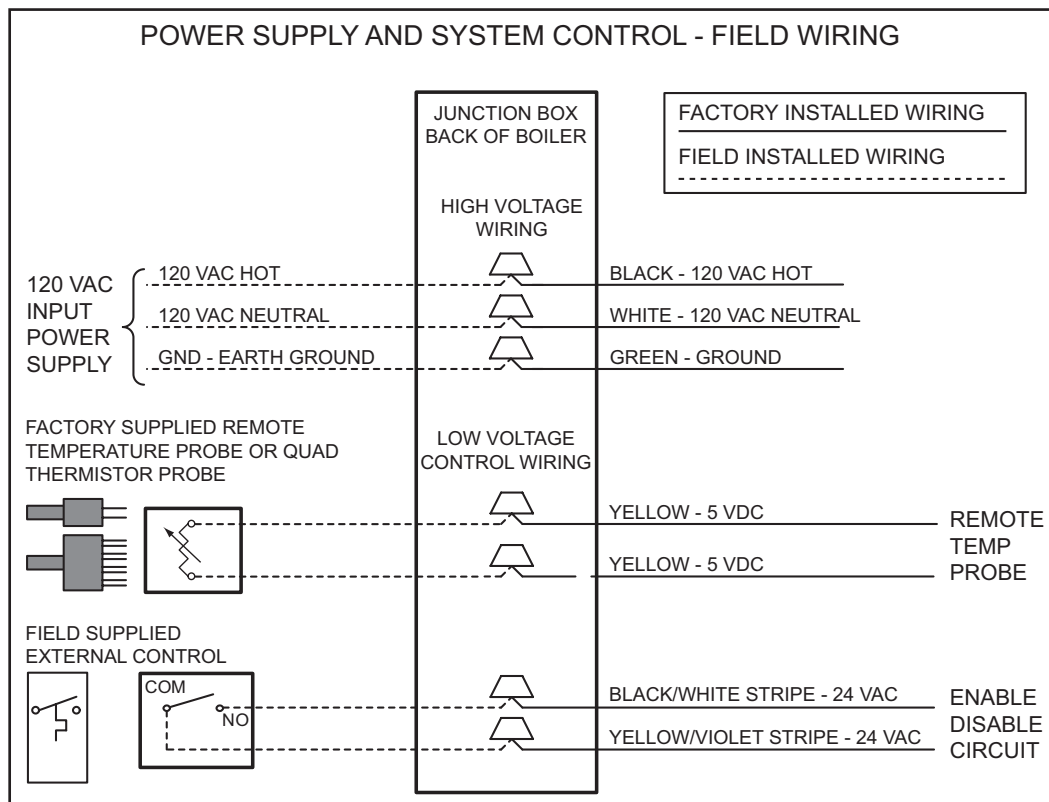 POWER SUPPLY AND SYSTEM CONTROL - FIELD WIRING
JUNCTION BOX
BACK OF BOILER
FACTORY INSTALLED WIRING
FIELD INSTALLED WIRING
HIGH VOLTAGE
WIRING
120 VAC
INPUT
POWER
SUPPLY
120 VAC HOT
BLACK - 120 VAC HOT
120 VAC NEUTRAL
WHITE - 120 VAC NEUTRAL
GND - EARTH GROUND
GREEN - GROUND
FACTORY SUPPLIED REMOTE
TEMPERATURE PROBE OR QUAD
THERMISTOR PROBE
LOW VOLTAGE
CONTROL WIRING
YELLOW - 5 VDC
YELLOW - 5 VDC
REMOTE
TEMP
PROBE
FIELD SUPPLIED
EXTERNAL CONTROL
COM
NO
BLACK/WHITE STRIPE - 24 VAC
YELLOW/VIOLET STRIPE - 24 VAC
ENABLE
DISABLE
CIRCUIT